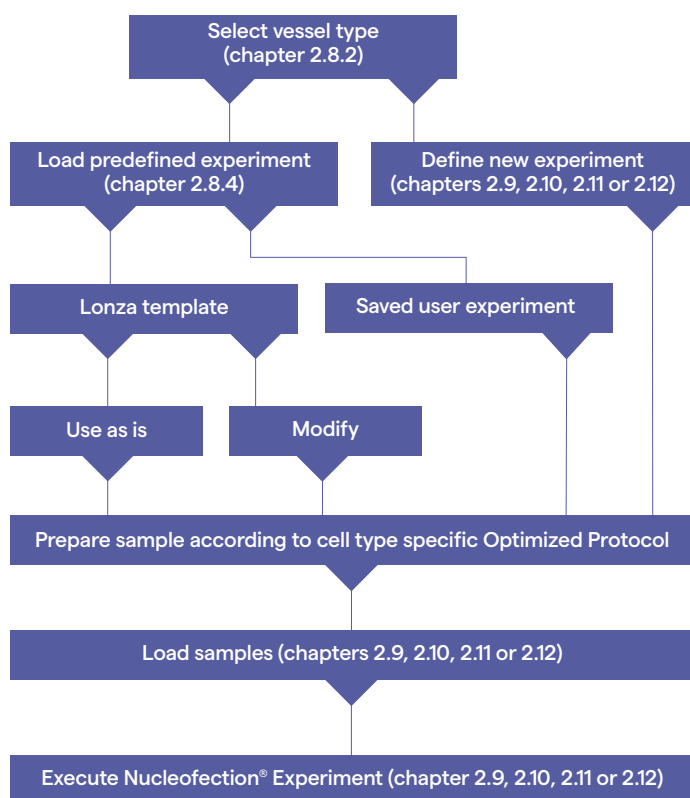 Select vessel type
(chapter 2.8.2)
Load predefined experiment
(chapter 2.8.4)
Define new experiment
(chapters 2.9, 2.10, 2.11 or 2.12)
Lonza template
Saved user experiment
Use as is
Modify
Prepare sample according to cell type specific Optimized Protocol
Load samples (chapters 2.9, 2.10, 2.11 or 2.12)
Execute Nucleofection® Experiment (chapter 2.9, 2.10, 2.11 or 2.12)